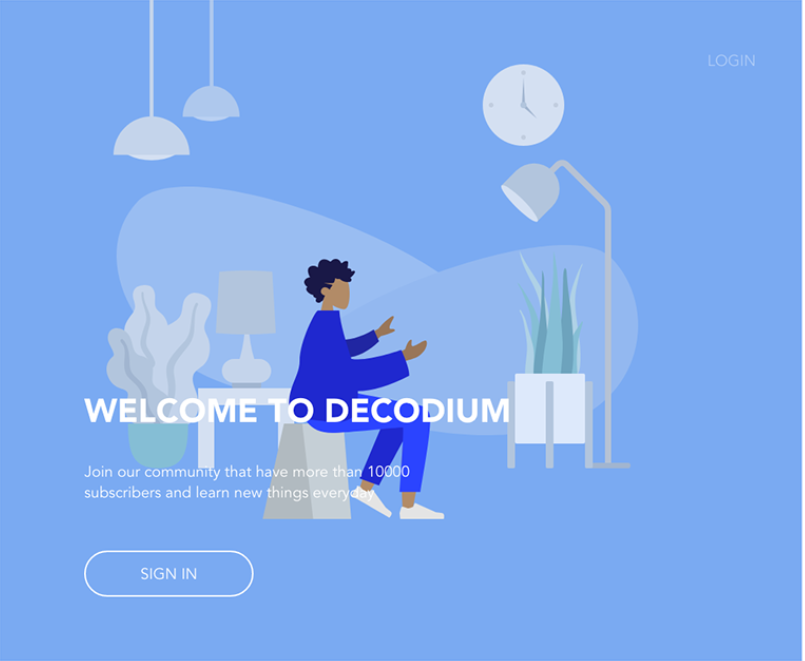 LOGIN
WELCOME TO DECODIUM
Join our community that have more than 10000
subscribers and learn new things everyday
SIGN IN